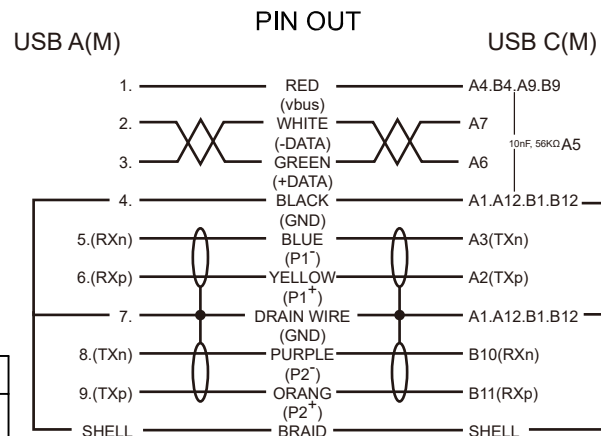 PIN OUT
USB A(M) USB C(M)
1. RED A4.B4.A9.B9
(vbus)
2. WHITE A7
(-DATA) 10nF, 56KΩ A5
3. GREEN A6
(+DATA)
4. BLACK A1.A12.B1.B12
(GND)
5.(RXn) BLUE A3(TXn)
(P1-)
6.(RXp) YELLOW A2(TXp)
(P1+)
7. DRAIN WIRE A1.A12.B1.B12
(GND)
8.(TXn) PURPLE B10(RXn)
(P2-)
9.(TXp) ORANG B11(RXp)
(P2+)
SHELL BRAID SHELL